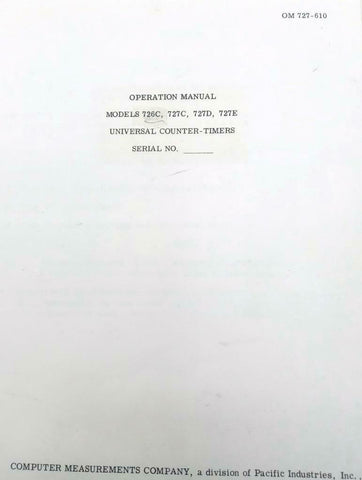 OM 727-610
OPERATION MANUAL
MODELS 726C, 727C, 727D, 727E
UNIVERSAL COUNTER-TIMERS
SERIAL NO. ______
COMPUTER MEASUREMENTS COMPANY, a division of Pacific Industries, Inc.,